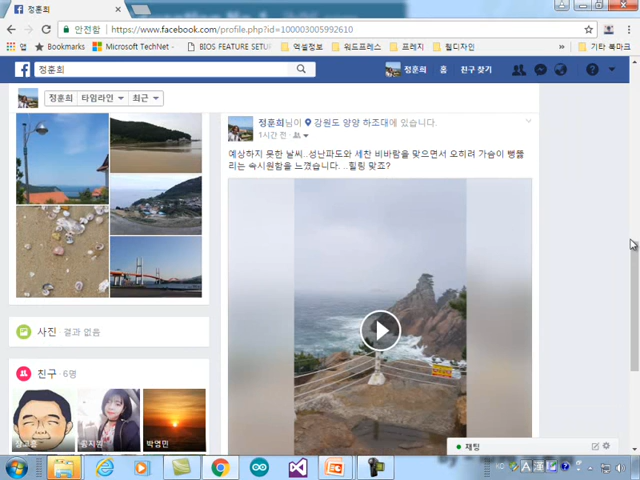 정훈희
안전함 | https://www.facebook.com/profile.php?id=100003005992610
Bookmarks Microsoft TechNet - BIOS FEATURE SETU 엑셀정보 워드프레스 프레지 월디자인 » 기타 북마크
정훈희 정훈희 홈 친구 찾기
정훈희 타임라인 최근
정훈희님이 강원도 양양 하조대에 있습니다.
1시간 전 ·
예상하지 못한 날씨..성난파도와 세찬 비바람을 맞으면서 오히려 가슴이 뻥뚫
리는 속시원함을 느꼈습니다. ..힐링 맞죠?
사진 · 결과 없음
친구 · 6명
박영민
채팅